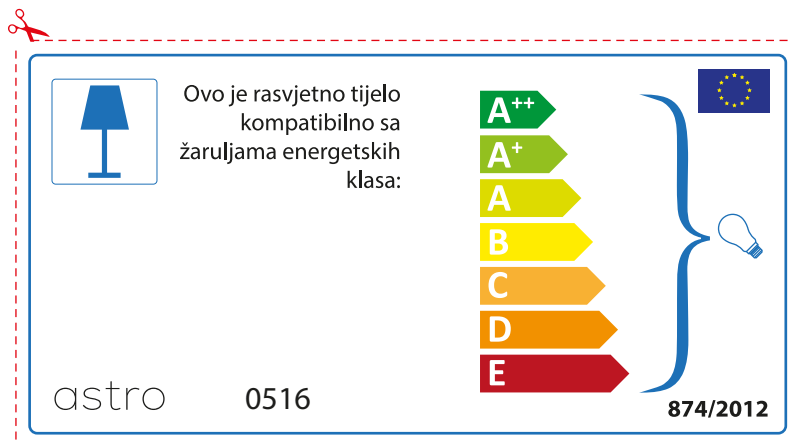 Ovo je rasvjetno tijelo
kompatibilno sa
žaruljama energetskih
klasa:
A++
A+
A
B
C
D
E
astro
0516
874/2012